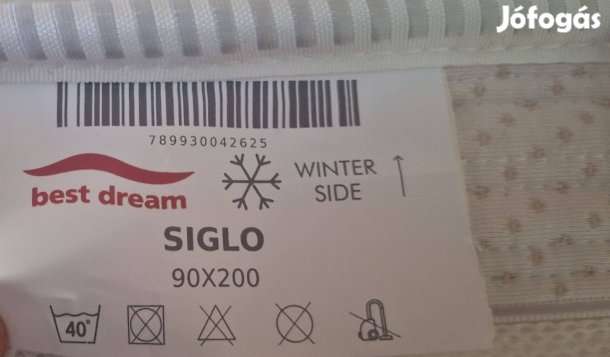 Jófogás
789930042625
best dream
WINTER
SIDE
SIGLO
90X200
40°